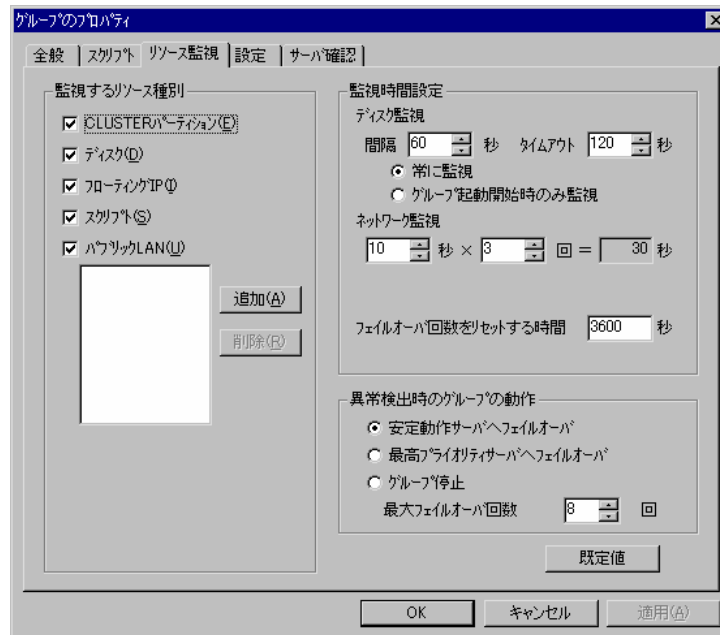 グループのプロパティ
全般 スクリプト リソース監視 設定 サーバ確認
監視するリソース種別
CLUSTERパーティション(E)
ディスク(D)
フローティングIP(I)
スクリプト(S)
パブリックLAN(U)
追加(A)
削除(R)
監視時間設定
ディスク監視
間隔 60 秒 タイムアウト 120 秒
常に監視
グループ起動開始時のみ監視
ネットワーク監視
10 秒 × 3 回 = 30 秒
フェイルオーバ回数をリセットする時間 3600 秒
異常検出時のグループの動作
安定動作サーバへフェイルオーバ
最高プライオリティサーバへフェイルオーバ
グループ停止
最大フェイルオーバ回数 8 回
既定値
OK キャンセル 適用(A)